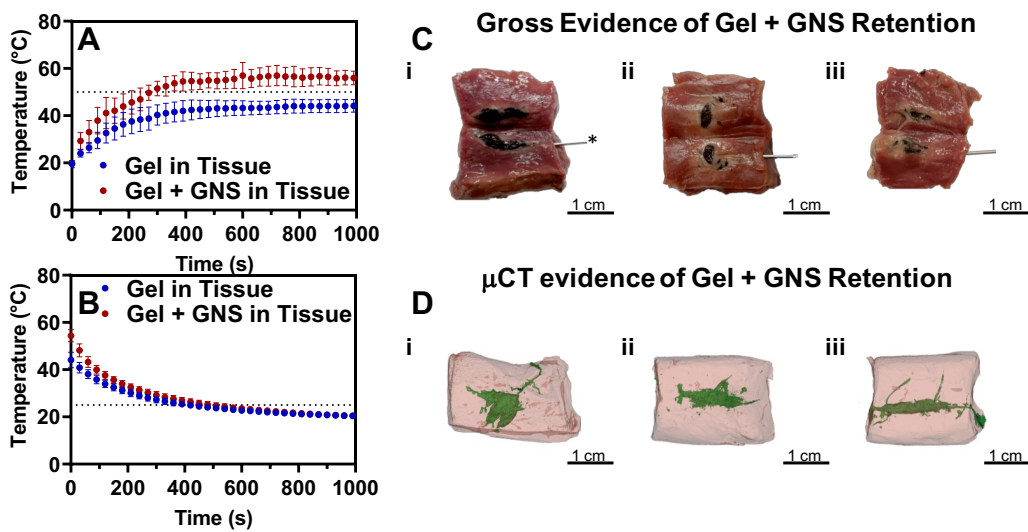 A
Temperature (°C)
80
60
40
20
0
Gel in Tissue
Gel + GNS in Tissue
0 200 400 600 800 1000
Time (s)
B
Temperature (°C)
80
60
40
20
0
Gel in Tissue
Gel + GNS in Tissue
0 200 400 600 800 1000
Time (s)
C
Gross Evidence of Gel + GNS Retention
i
ii
iii
*
1 cm
1 cm
1 cm
D
μCT evidence of Gel + GNS Retention
i
ii
iii
1 cm
1 cm
1 cm